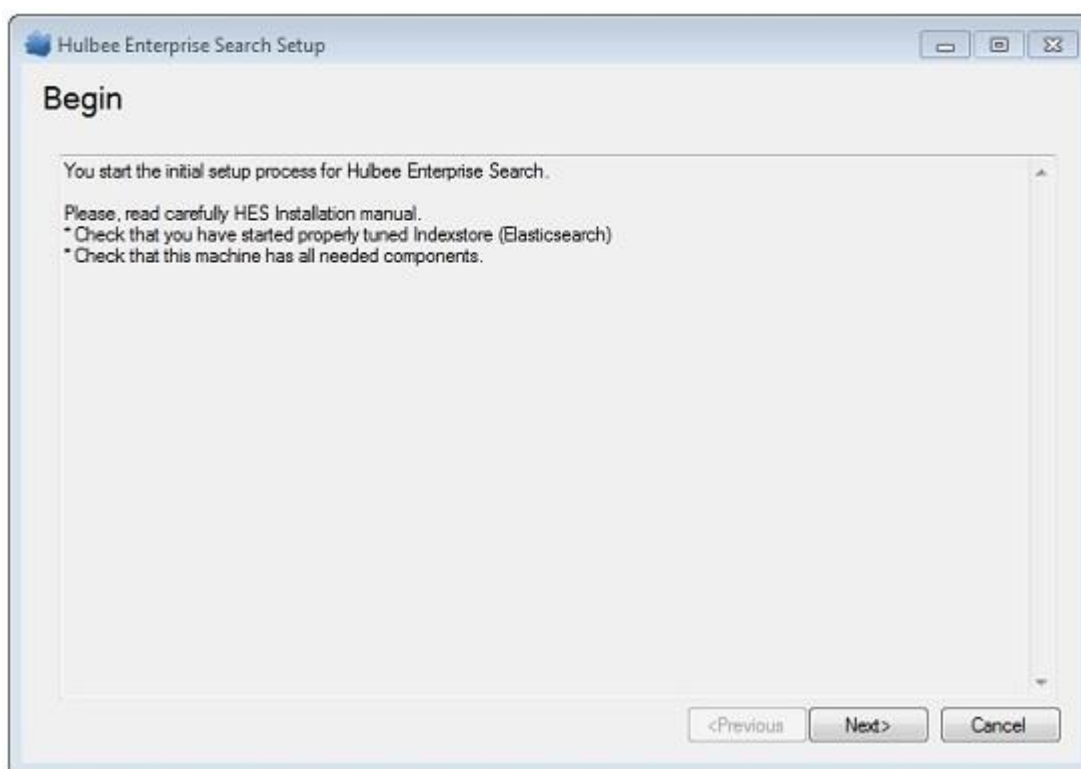 Hulbee Enterprise Search Setup
Begin
You start the initial setup process for Hulbee Enterprise Search.
Please, read carefully HES Installation manual.
* Check that you have started properly tuned Indexstore (Elasticsearch)
* Check that this machine has all needed components.
<Previous Next> Cancel